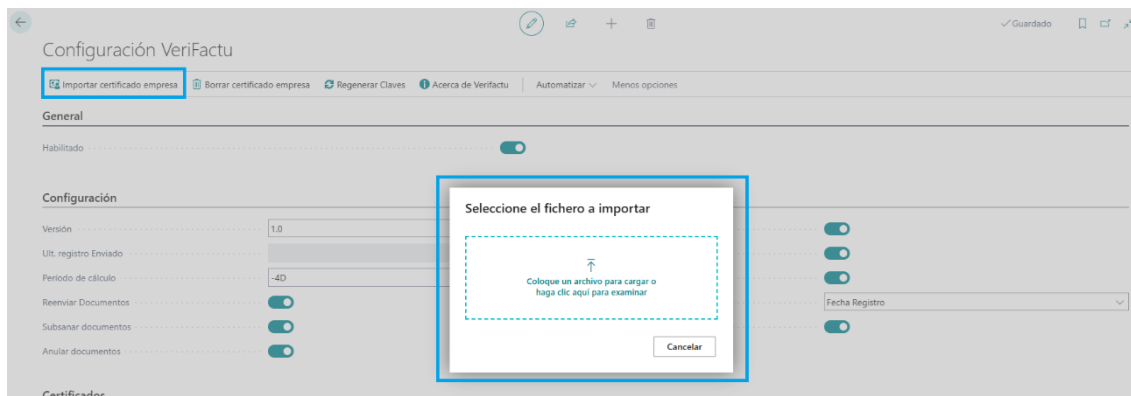 Guardado
Configuración VeriFactu
Importar certificado empresa Borrar certificado empresa Regenerar Claves Acerca de Verifactu Automatizar Menos opciones
General
Habilitado
Configuración
Seleccione el fichero a importar
Versión 1.0
Ult. registro Enviado
Período de cálculo -4D
Coloque un archivo para cargar o
haga clic aquí para examinar
Reenviar Documentos Fecha Registro
Subsanar documentos
Anular documentos
Cancelar
Certificados